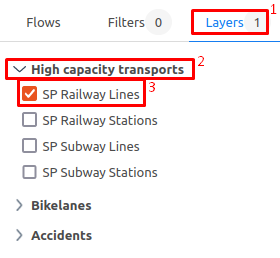 Flows Filters 0 Layers 1 1
High capacity transports 2
SP Railway Lines 3
SP Railway Stations
SP Subway Lines
SP Subway Stations
Bikelanes
Accidents